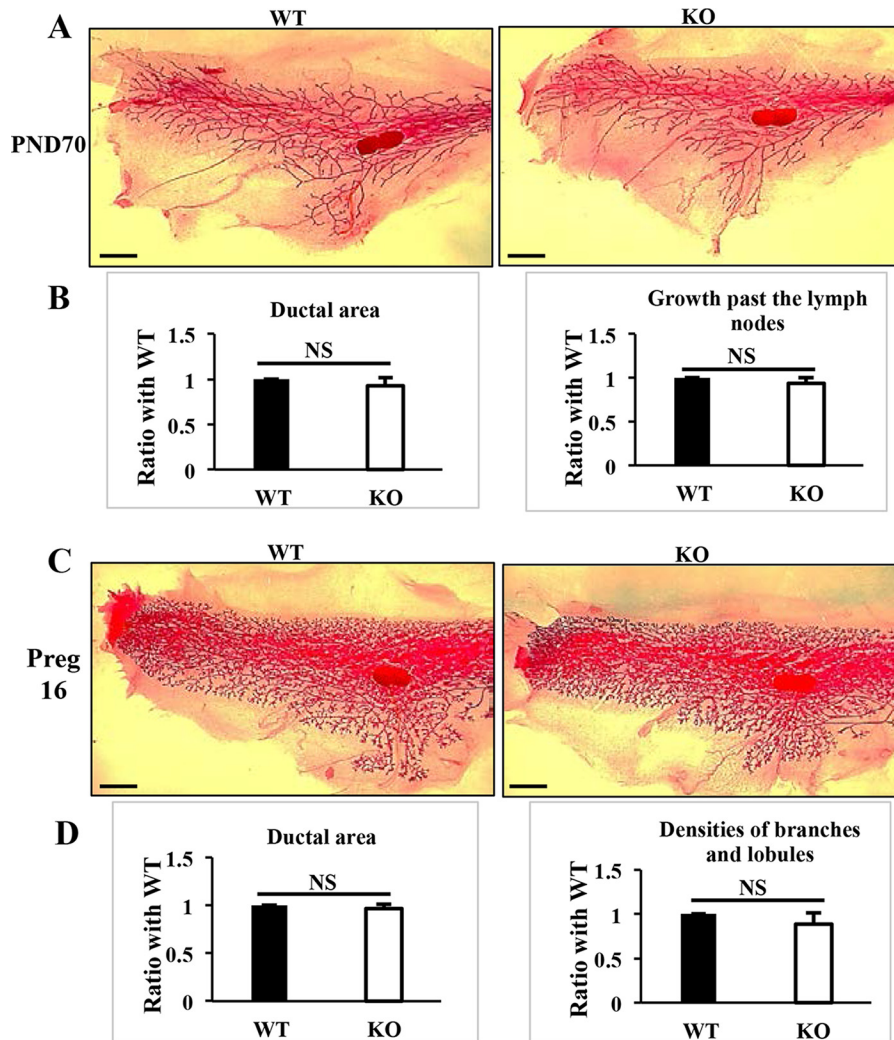 A
WT
KO
PND70
B
Ductal area
1.5
1
0.5
0
Ratio with WT
NS
WT
KO
Growth past the lymph
nodes
1.5
1
0.5
0
Ratio with WT
NS
WT
KO
C
WT
KO
Preg
16
D
Ductal area
1.5
1
0.5
0
Ratio with WT
NS
WT
KO
Densities of branches
and lobules
1.5
1
0.5
0
Ratio with WT
NS
WT
KO